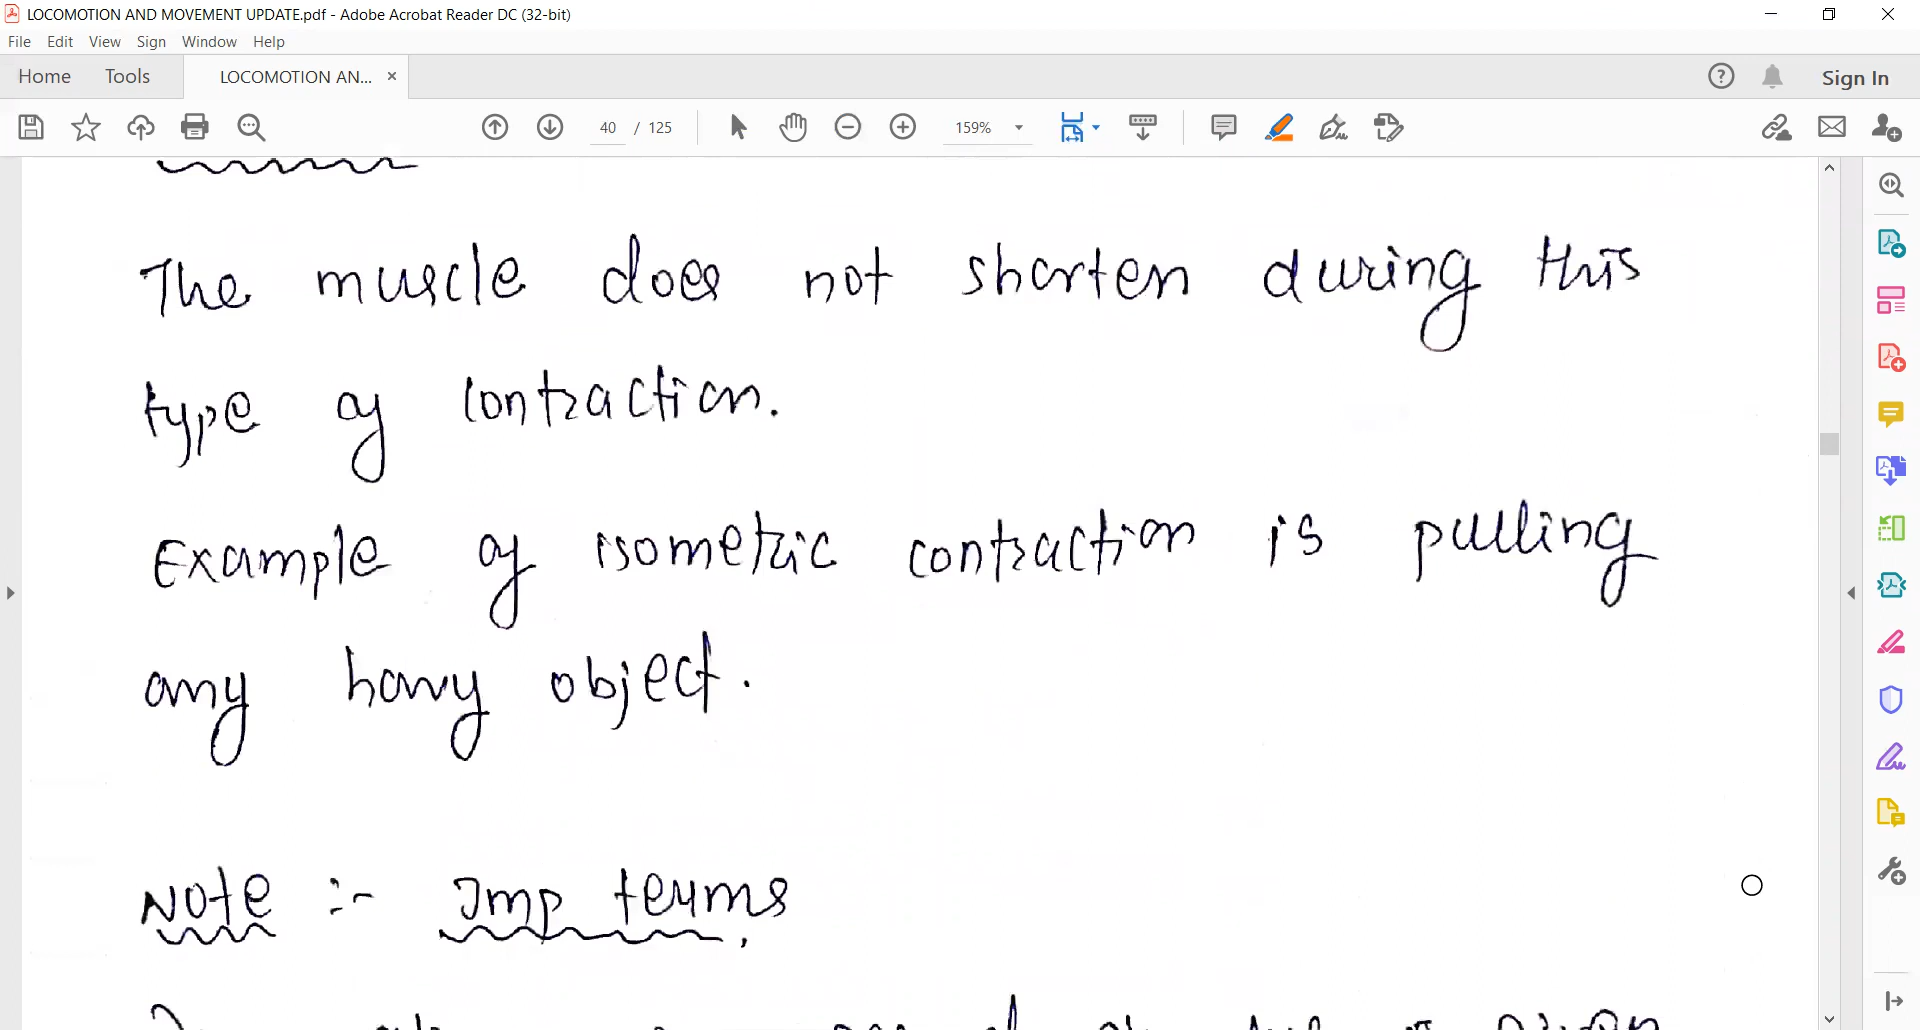 LOCOMOTION AND MOVEMENT UPDATE.pdf - Adobe Acrobat Reader DC (32-bit)
File Edit View Sign Window Help
Home Tools LOCOMOTION AN... × Sign In
40 / 125 159%
The muscle does not shorten during this
type of contraction.
Example of isometric contraction is pulling
any havy object.
Note :- Imp terms